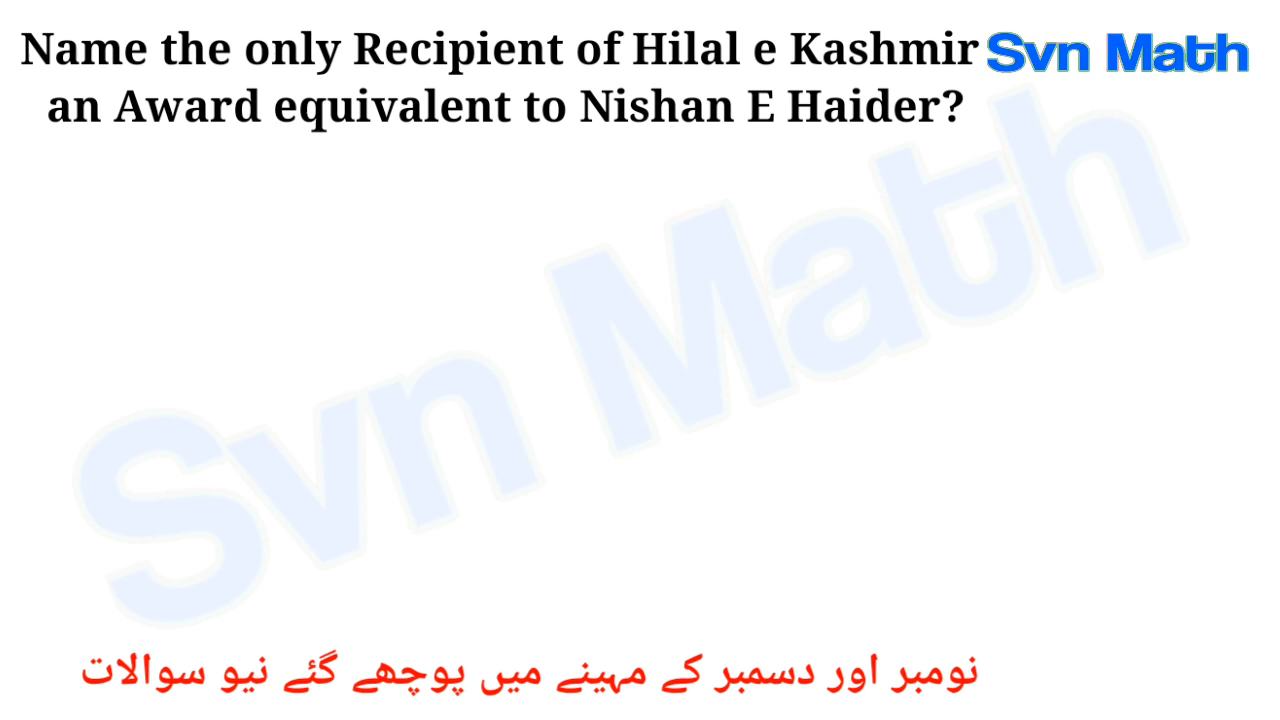 Name the only Recipient of Hilal e Kashmir
an Award equivalent to Nishan E Haider?
Svn Math
Svn Math
نومبر اور دسمبر کے مہینے میں پوچھے گئے نیو سوالات